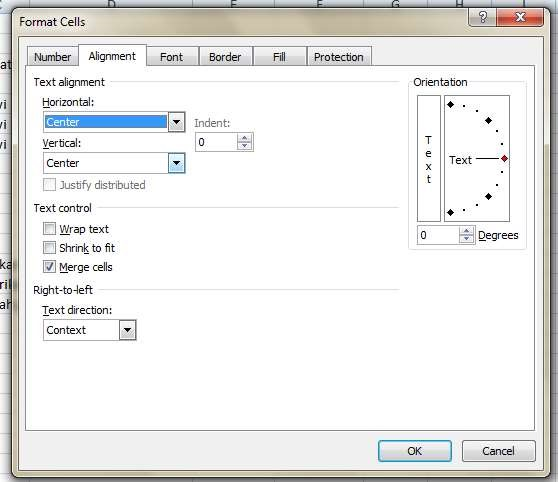 Format Cells
Number Alignment Font Border Fill Protection
Text alignment
Horizontal:
Center
Indent:
0
Vertical:
Center
Justify distributed
Text control
Wrap text
Shrink to fit
Merge cells
Right-to-left
Text direction:
Context
Orientation
Text
Text
0 Degrees
OK Cancel
D E F G H I